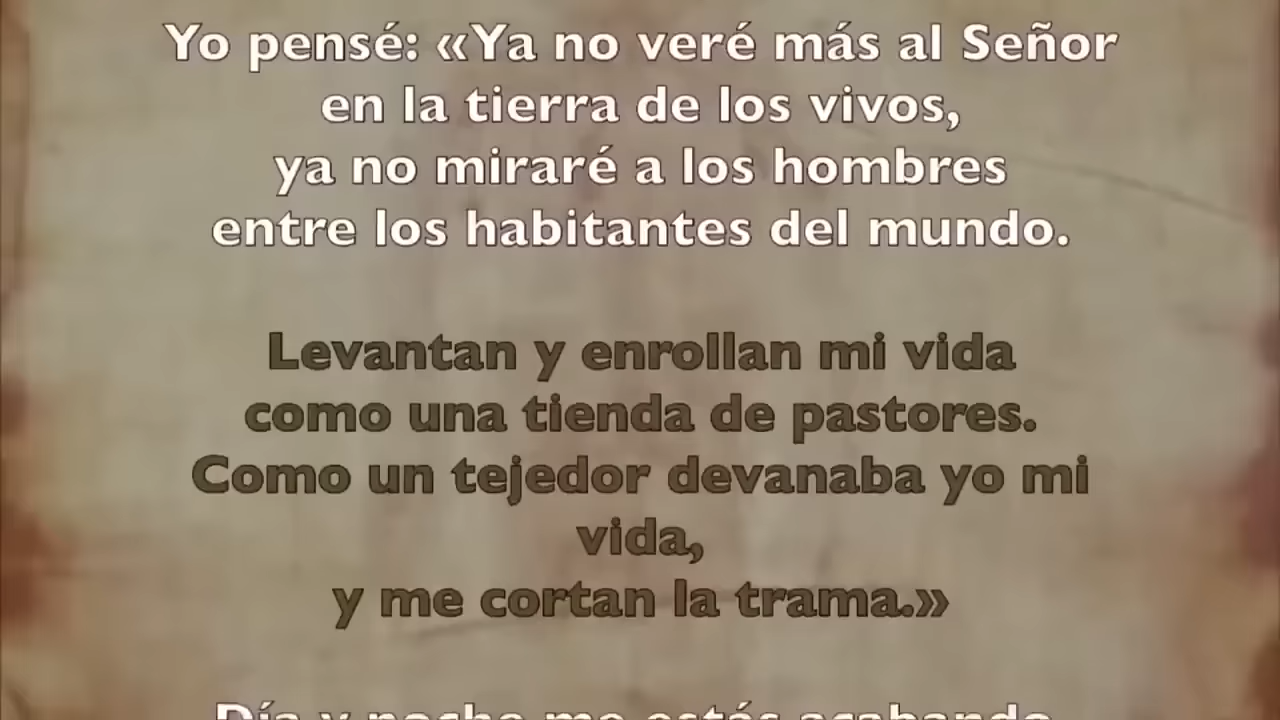 Yo pensé: «Ya no veré más al Señor
en la tierra de los vivos,
ya no miraré a los hombres
entre los habitantes del mundo.
Levantan y enrollan mi vida
como una tienda de pastores.
Como un tejedor devanaba yo mi
vida,
y me cortan la trama.»
Día y noche me estás acabando